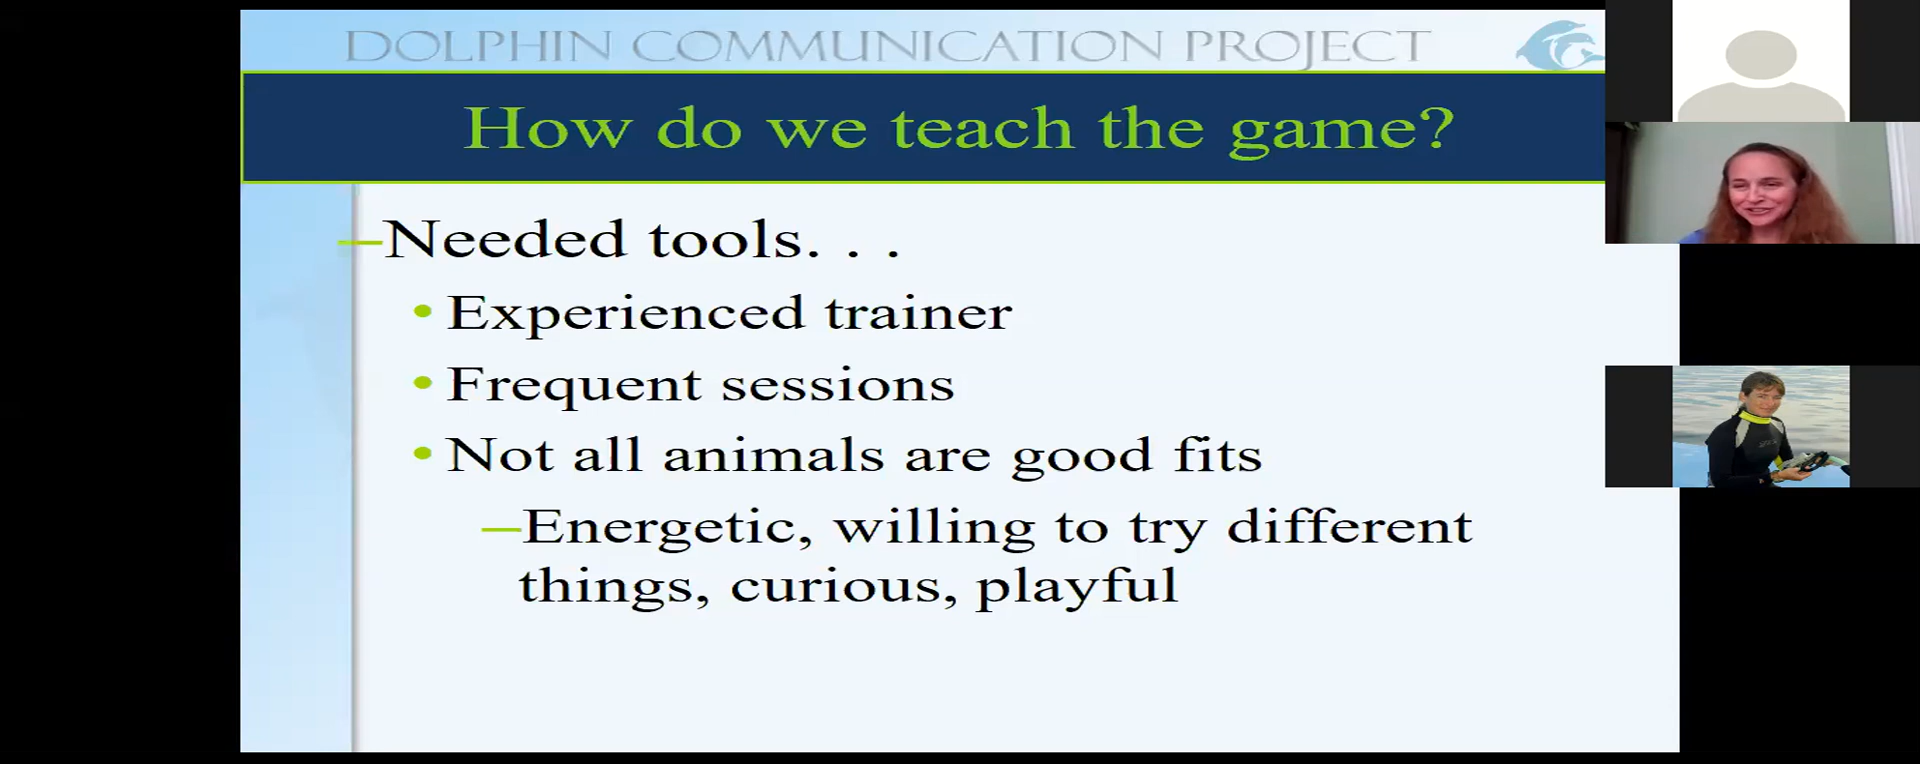 DOLPHIN COMMUNICATION PROJECT
How do we teach the game?
–Needed tools. . .
• Experienced trainer
• Frequent sessions
• Not all animals are good fits
–Energetic, willing to try different
things, curious, playful